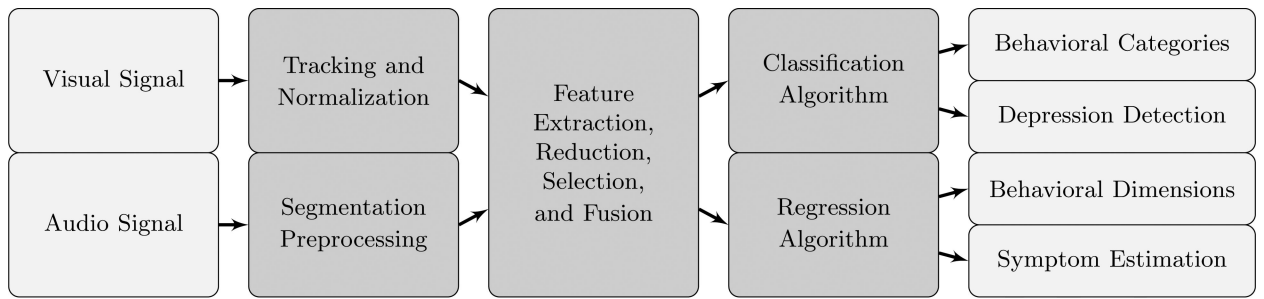 Visual Signal
Audio Signal
Tracking and
Normalization
Segmentation
Preprocessing
Feature
Extraction,
Reduction,
Selection,
and Fusion
Classification
Algorithm
Regression
Algorithm
Behavioral Categories
Depression Detection
Behavioral Dimensions
Symptom Estimation